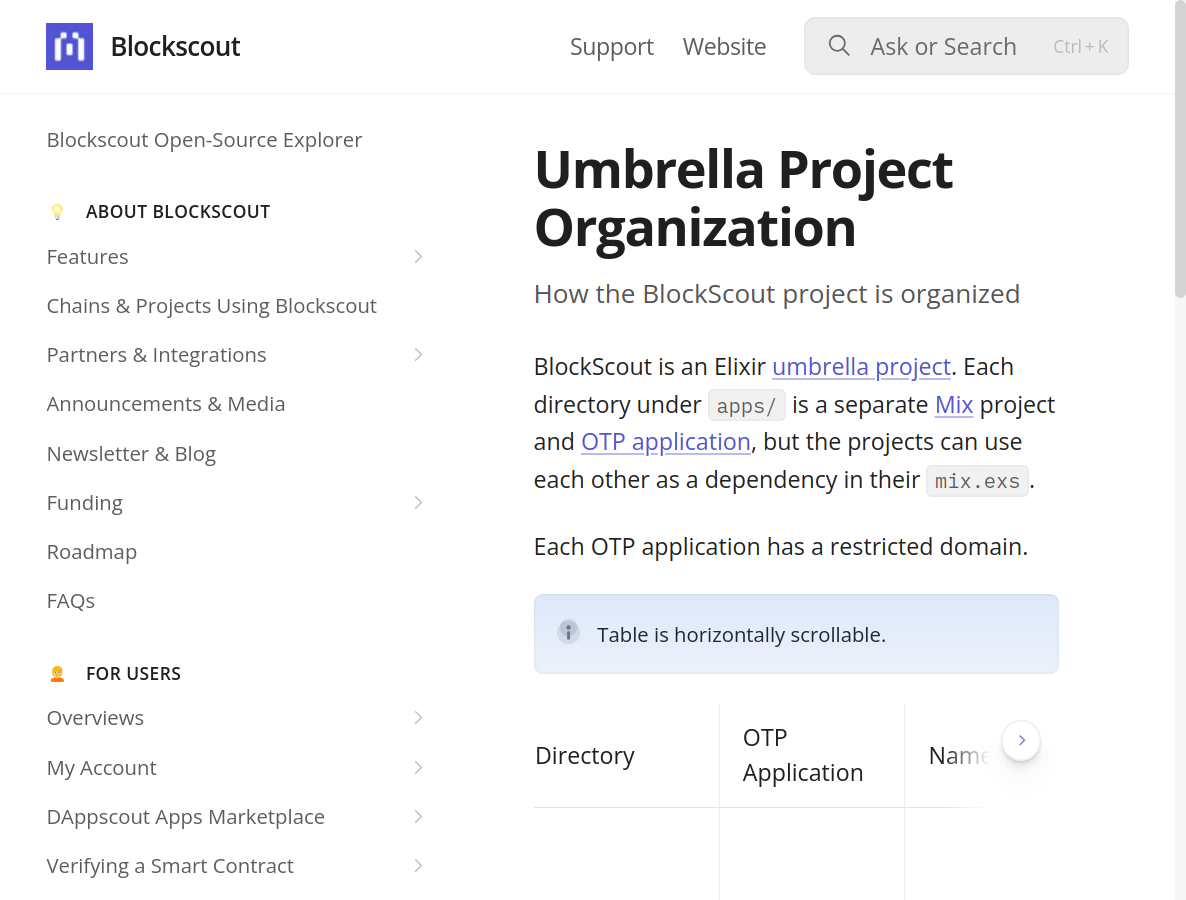 Blockscout
Support
Website
Ask or Search
Ctrl + K
Blockscout Open-Source Explorer
ABOUT BLOCKSCOUT
Features
Chains & Projects Using Blockscout
Partners & Integrations
Announcements & Media
Newsletter & Blog
Funding
Roadmap
FAQs
FOR USERS
Overviews
My Account
DAppscout Apps Marketplace
Verifying a Smart Contract
Umbrella Project
Organization
How the BlockScout project is organized
BlockScout is an Elixir umbrella project. Each
directory under apps/ is a separate Mix project
and OTP application, but the projects can use
each other as a dependency in their mix.exs.
Each OTP application has a restricted domain.
Table is horizontally scrollable.
Directory
OTP
Application
Name